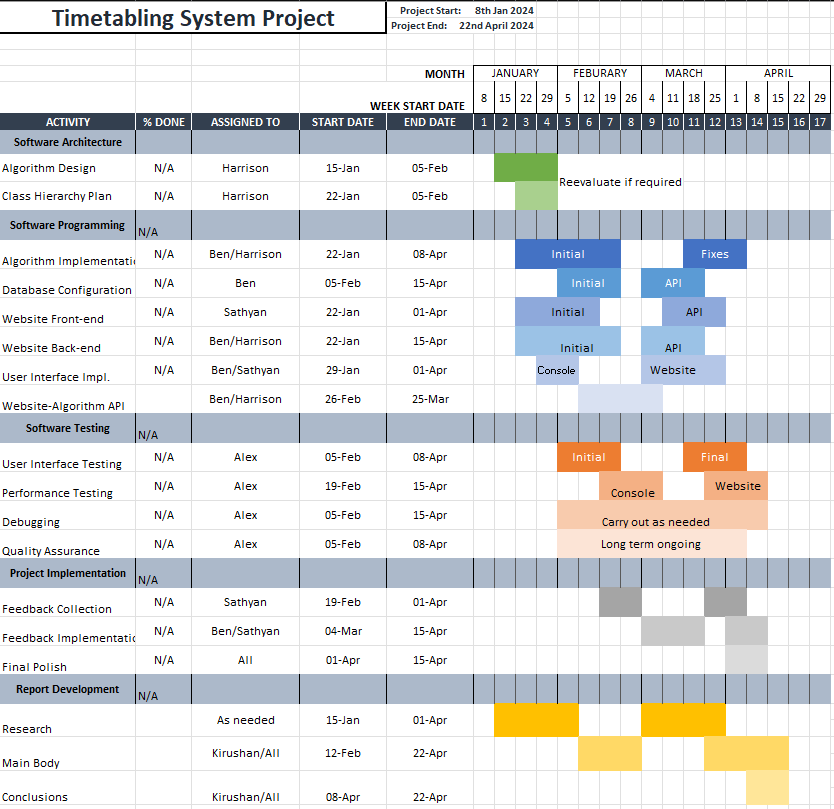 Timetabling System Project
Project Start: 8th Jan 2024
Project End: 22nd April 2024
MONTH JANUARY FEBURARY MARCH APRIL
WEEK START DATE 8 15 22 29 5 12 19 26 4 11 18 25 1 8 15 22 29
ACTIVITY % DONE ASSIGNED TO START DATE END DATE 1 2 3 4 5 6 7 8 9 10 11 12 13 14 15 16 17
Software Architecture
Algorithm Design N/A Harrison 15-Jan 05-Feb
Reevaluate if required
Class Hierarchy Plan N/A Harrison 22-Jan 05-Feb
Software Programming N/A
Algorithm Implementatic N/A Ben/Harrison 22-Jan 08-Apr Initial Fixes
Database Configuration N/A Ben 05-Feb 15-Apr Initial API
Website Front-end N/A Sathyan 22-Jan 01-Apr Initial API
Website Back-end N/A Ben/Harrison 22-Jan 15-Apr Initial API
User Interface Impl. N/A Ben/Sathyan 29-Jan 01-Apr Console Website
Website-Algorithm API Ben/Harrison 26-Feb 25-Mar
Software Testing N/A
User Interface Testing N/A Alex 05-Feb 08-Apr Initial Final
Performance Testing N/A Alex 19-Feb 15-Apr Console Website
Debugging N/A Alex 05-Feb 15-Apr Carry out as needed
Quality Assurance N/A Alex 05-Feb 08-Apr Long term ongoing
Project Implementation N/A
Feedback Collection N/A Sathyan 19-Feb 01-Apr
Feedback Implementatic N/A Ben/Sathyan 04-Mar 15-Apr
Final Polish N/A All 01-Apr 15-Apr
Report Development N/A
Research As needed 15-Jan 01-Apr
Main Body Kirushan/All 12-Feb 22-Apr
Conclusions Kirushan/All 08-Apr 22-Apr